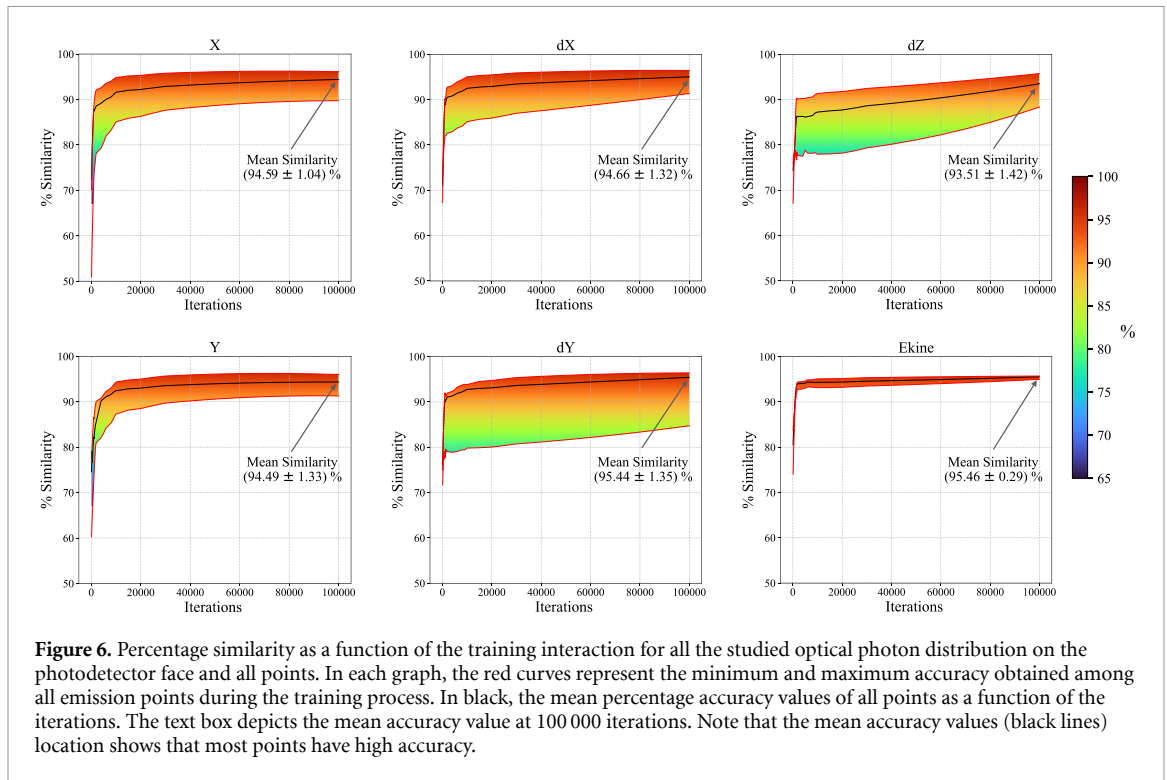 X
100
90
80
70
60
50
% Similarity
0 20000 40000 60000 80000 100000
Iterations
Mean Similarity
(94.59 ± 1.04) %
dX
100
90
80
70
60
50
% Similarity
0 20000 40000 60000 80000 100000
Iterations
Mean Similarity
(94.66 ± 1.32) %
dZ
100
90
80
70
60
50
% Similarity
0 20000 40000 60000 80000 100000
Iterations
Mean Similarity
(93.51 ± 1.42) %
Y
100
90
80
70
60
50
% Similarity
0 20000 40000 60000 80000 100000
Iterations
Mean Similarity
(94.49 ± 1.33) %
dY
100
90
80
70
60
50
% Similarity
0 20000 40000 60000 80000 100000
Iterations
Mean Similarity
(95.44 ± 1.35) %
Ekine
100
90
80
70
60
50
% Similarity
0 20000 40000 60000 80000 100000
Iterations
Mean Similarity
(95.46 ± 0.29) %
100
95
90
85
80
75
70
65
%
Figure 6. Percentage similarity as a function of the training interaction for all the studied optical photon distribution on the
photodetector face and all points. In each graph, the red curves represent the minimum and maximum accuracy obtained among
all emission points during the training process. In black, the mean percentage accuracy values of all points as a function of the
iterations. The text box depicts the mean accuracy value at 100 000 iterations. Note that the mean accuracy values (black lines)
location shows that most points have high accuracy.